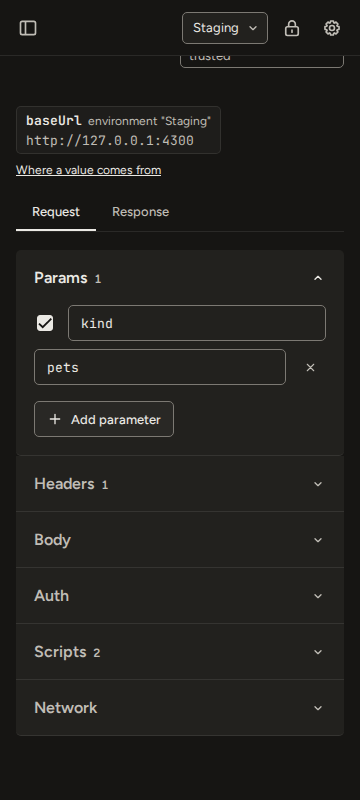 Staging
trusted
baseUrl environment "Staging"
http://127.0.0.1:4300
Where a value comes from
Request Response
Params 1
kind
pets
Add parameter
Headers 1
Body
Auth
Scripts 2
Network